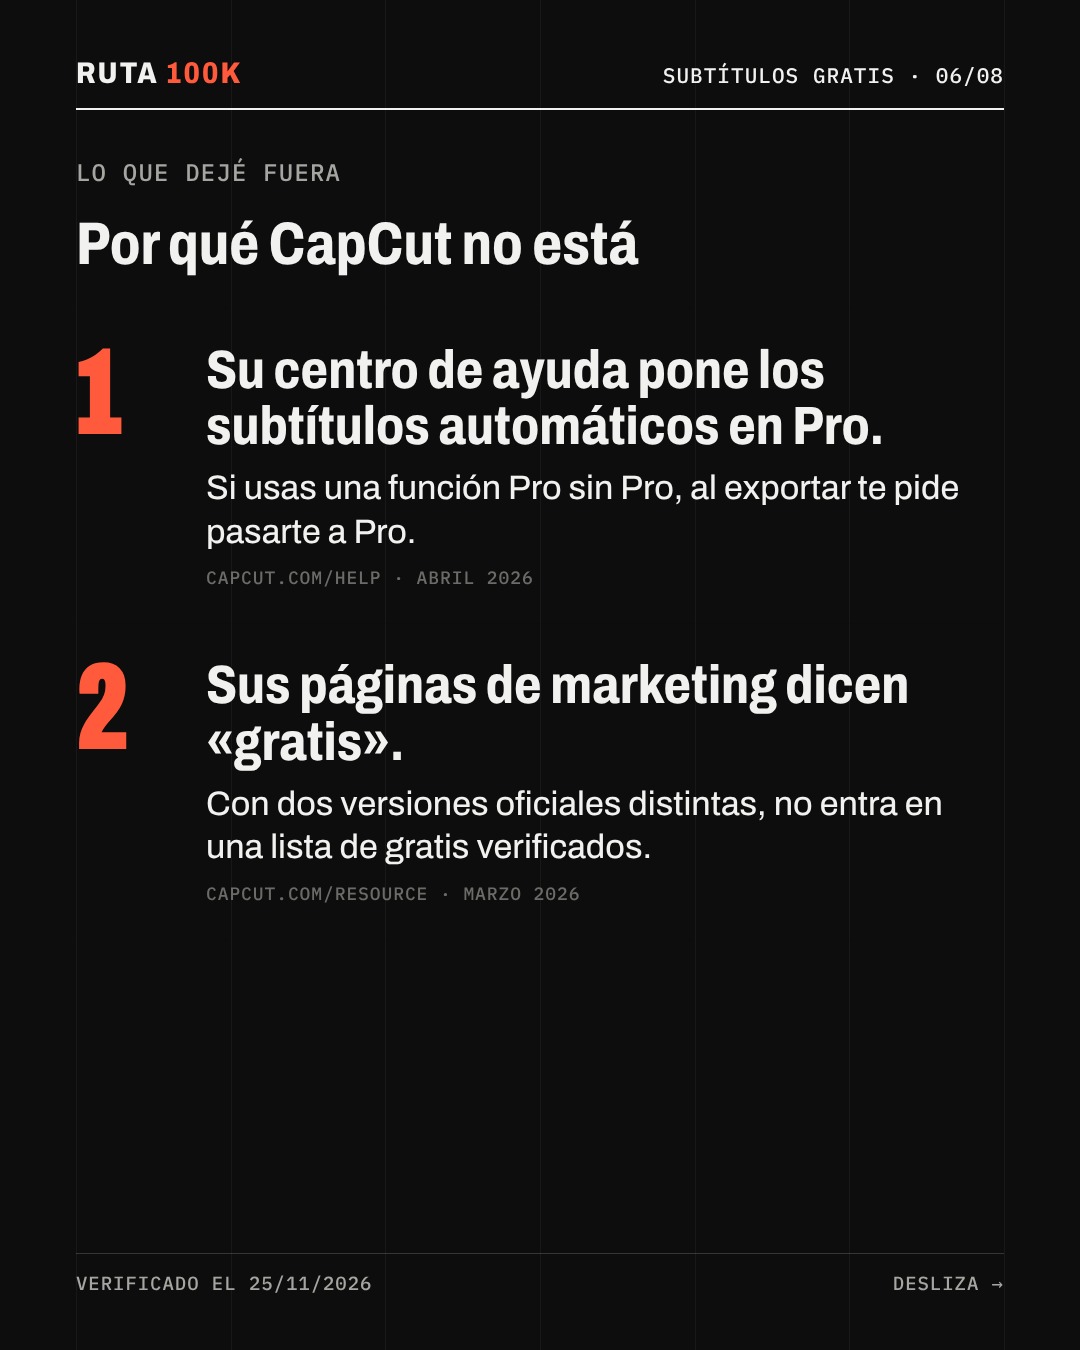 RUTA 100K
SUBTÍTULOS GRATIS · 06/08
LO QUE DEJÉ FUERA
Por qué CapCut no está
1
Su centro de ayuda pone los
subtítulos automáticos en Pro.
Si usas una función Pro sin Pro, al exportar te pide
pasarte a Pro.
CAPCUT.COM/HELP · ABRIL 2026
2
Sus páginas de marketing dicen
«gratis».
Con dos versiones oficiales distintas, no entra en
una lista de gratis verificados.
CAPCUT.COM/RESOURCE · MARZO 2026
VERIFICADO EL 25/11/2026
DESLIZA →